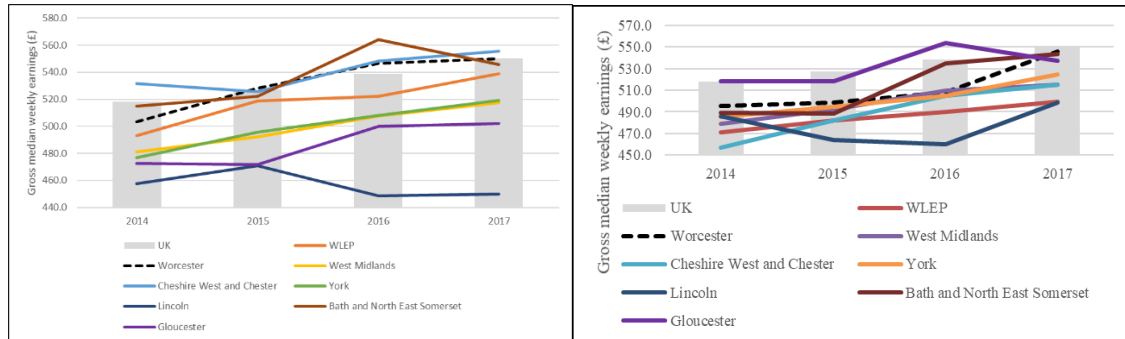 Gross median weekly earnings (£)
580.0
560.0
540.0
520.0
500.0
480.0
460.0
440.0
2014
2015
2016
2017
UK
WLEP
Worcester
West Midlands
Cheshire West and Chester
York
Lincoln
Bath and North East Somerset
Gloucester
Gross median weekly earnings (£)
570.0
550.0
530.0
510.0
490.0
470.0
450.0
2014
2015
2016
2017
UK
WLEP
Worcester
West Midlands
Cheshire West and Chester
York
Lincoln
Bath and North East Somerset
Gloucester